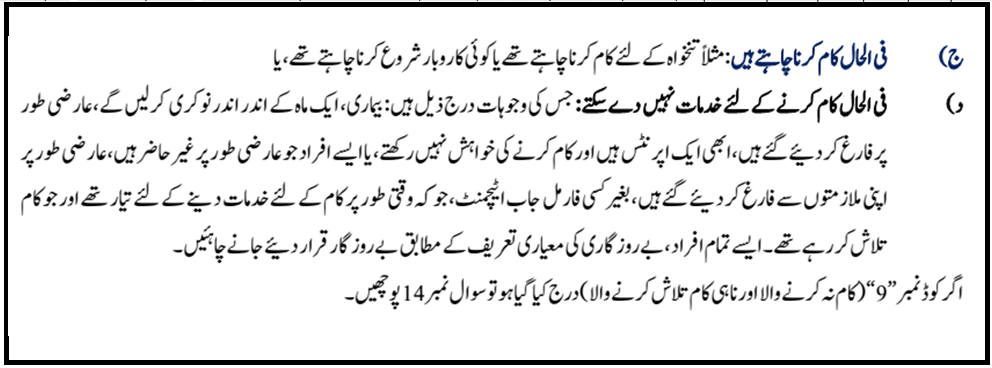 ج) فی الحال کام کرنا چاہتے ہیں: مثلاً تنخواہ کے لئے کام کرنا چاہتے تھے یا کوئی کاروبار شروع کرنا چاہتے تھے، یا
د) فی الحال کام کرنے کے لئے خدمات نہیں دے سکتے: جس کی وجوہات درج ذیل ہیں: بیماری، ایک ماہ کے اندر اندر نوکری کر لیں گے، عارضی طور
پر فارغ کر دیئے گئے ہیں، ابھی ایک اپرنٹس ہیں اور کام کرنے کی خواہش نہیں رکھتے، یا ایسے افراد جو عارضی طور پر غیر حاضر ہیں، عارضی طور پر
اپنی ملازمتوں سے فارغ کر دیئے گئے ہیں، بغیر کسی فارمل جاب اٹیچمنٹ، جو کہ وقتی طور پر کام کے لئے خدمات دینے کے لئے تیار تھے اور جو کام
تلاش کر رہے تھے۔ ایسے تمام افراد، بے روزگاری کی معیاری تعریف کے مطابق بے روزگار قرار دیئے جانے چاہئیں۔
اگر کوڈ نمبر ”9“ (کام نہ کرنے والا اور ناہی کام تلاش کرنے والا) درج کیا گیا ہو تو سوال نمبر 14 پوچھیں۔